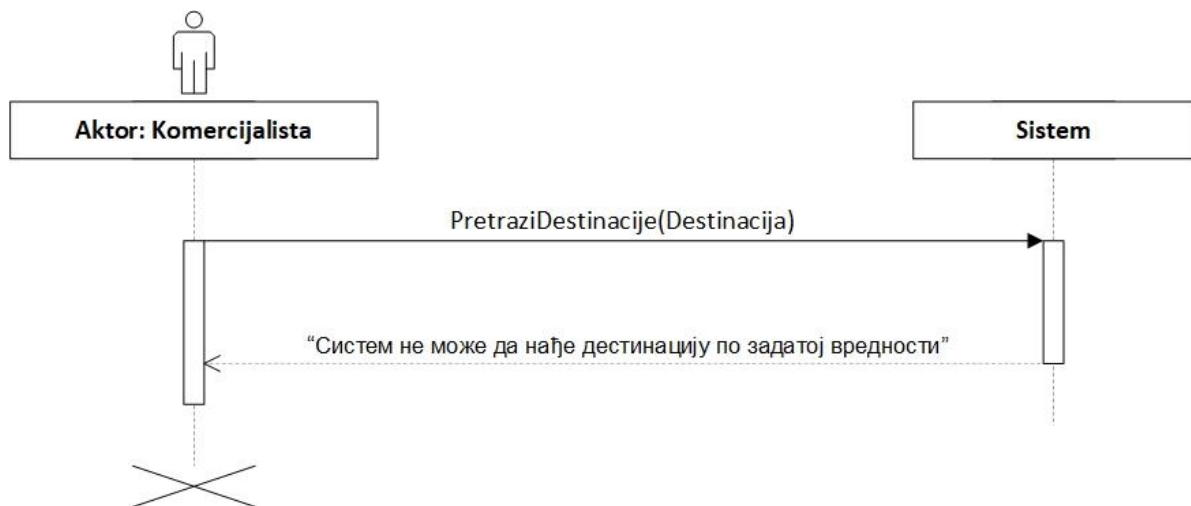 Aktor: Komercijalista
Sistem
PretraziDestinacije(Destinacija)
“Систем не може да нађе дестинацију по задатој вредности”